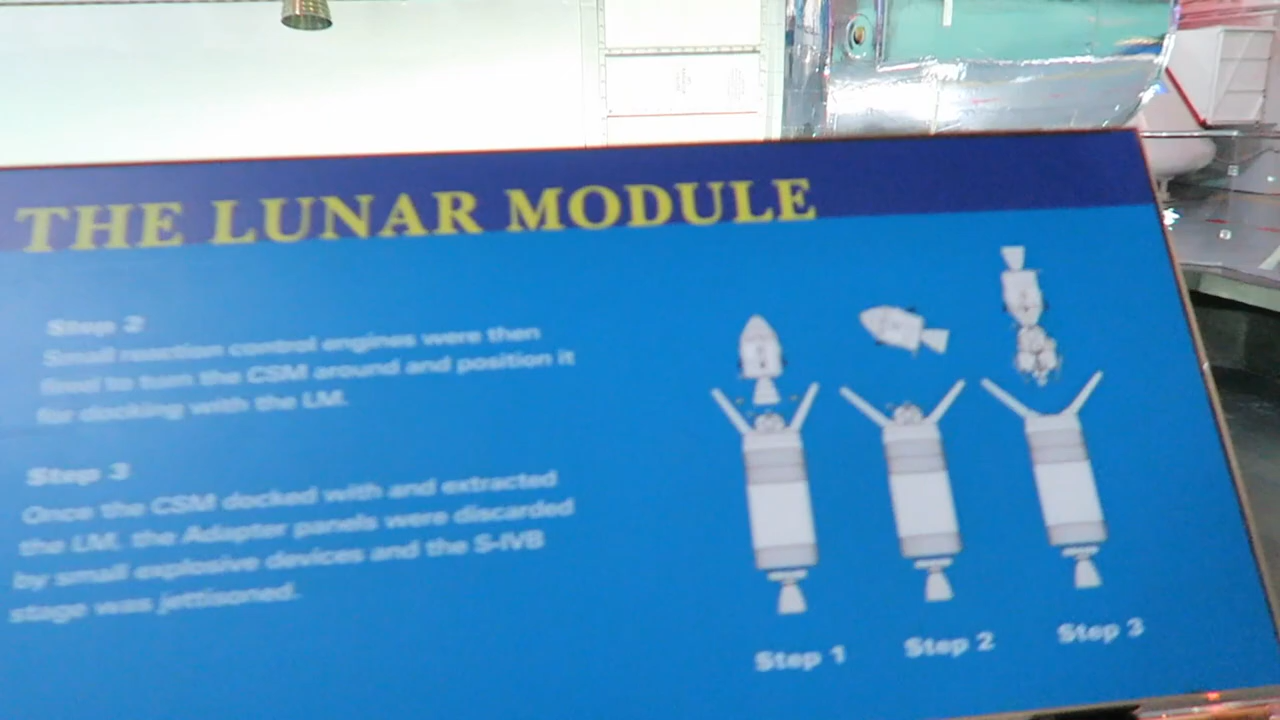 THE LUNAR MODULE
Step 2
Small reaction control engines were then
fired to turn the CSM around and position it
for docking with the LM.
Step 3
Once the CSM docked with and extracted
the LM, the Adapter panels were discarded
by small explosive devices and the S-IVB
stage was jettisoned.
Step 1
Step 2
Step 3